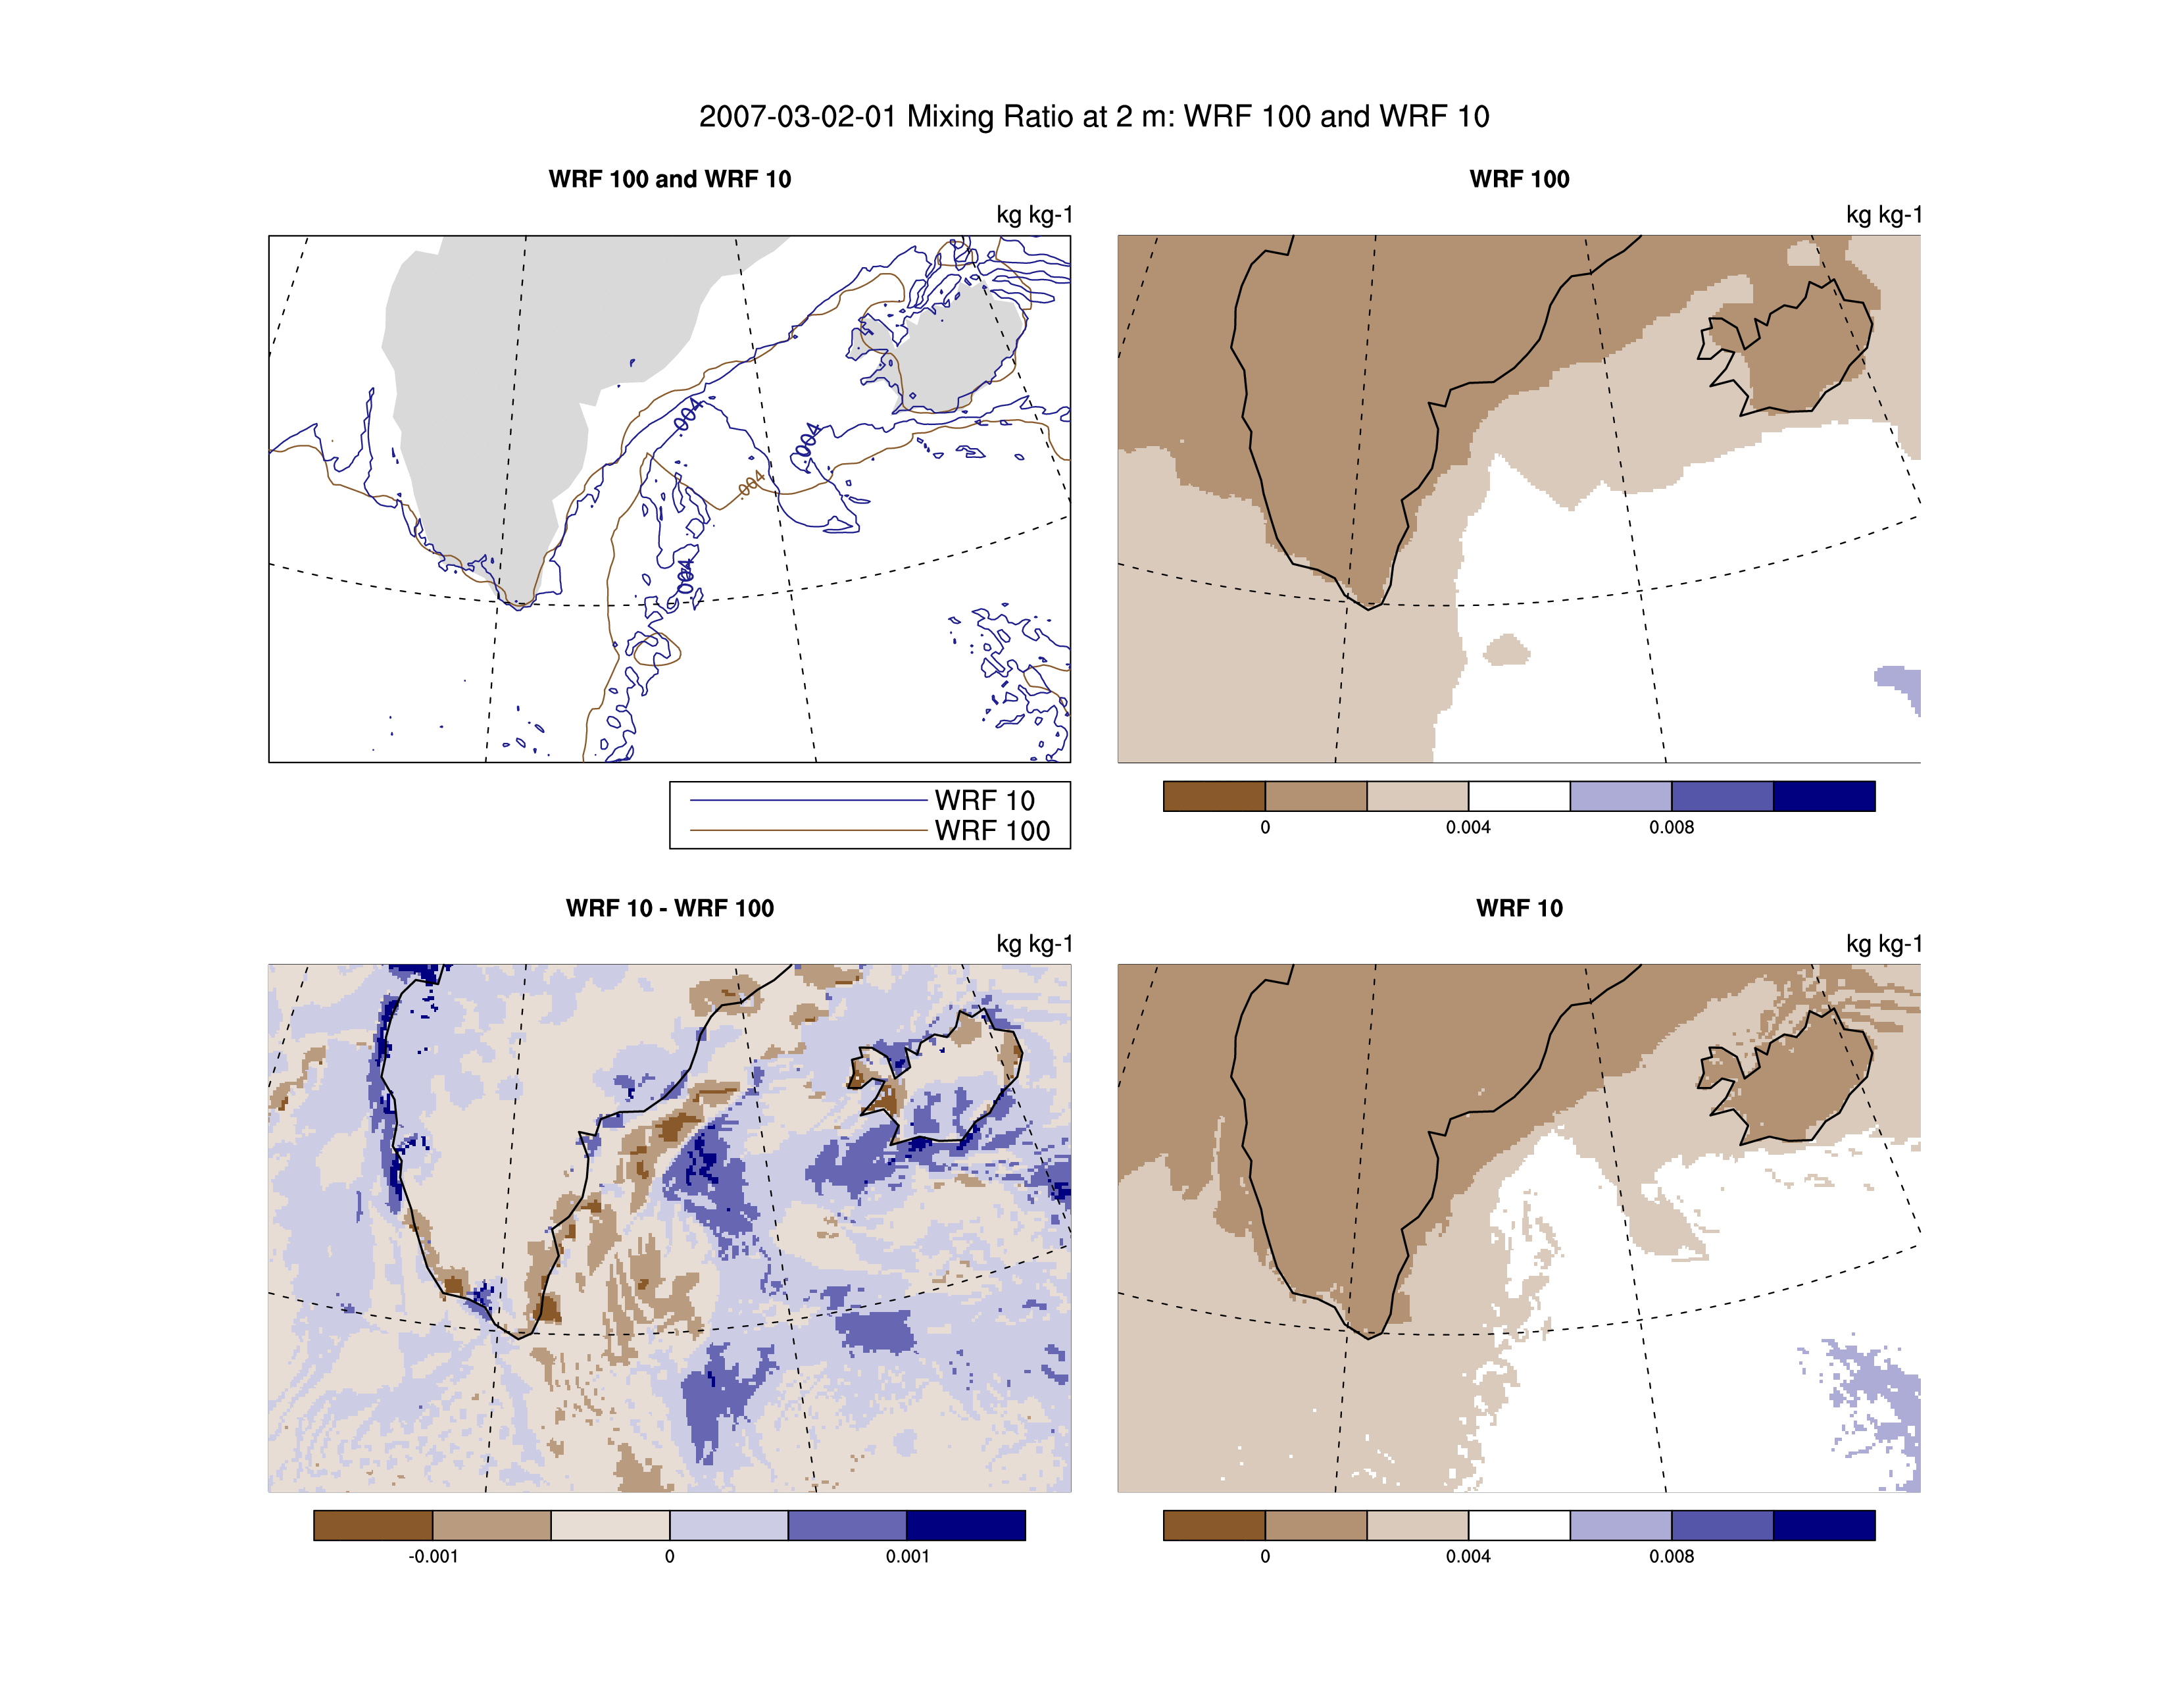 2007-03-02-01 Mixing Ratio at 2 m: WRF 100 and WRF 10
WRF 100 and WRF 10
kg kg-1
.004
.004
.004
.004
WRF 10
WRF 100
WRF 100
kg kg-1
0 0.004 0.008
WRF 10 - WRF 100
kg kg-1
-0.001 0 0.001
WRF 10
kg kg-1
0 0.004 0.008